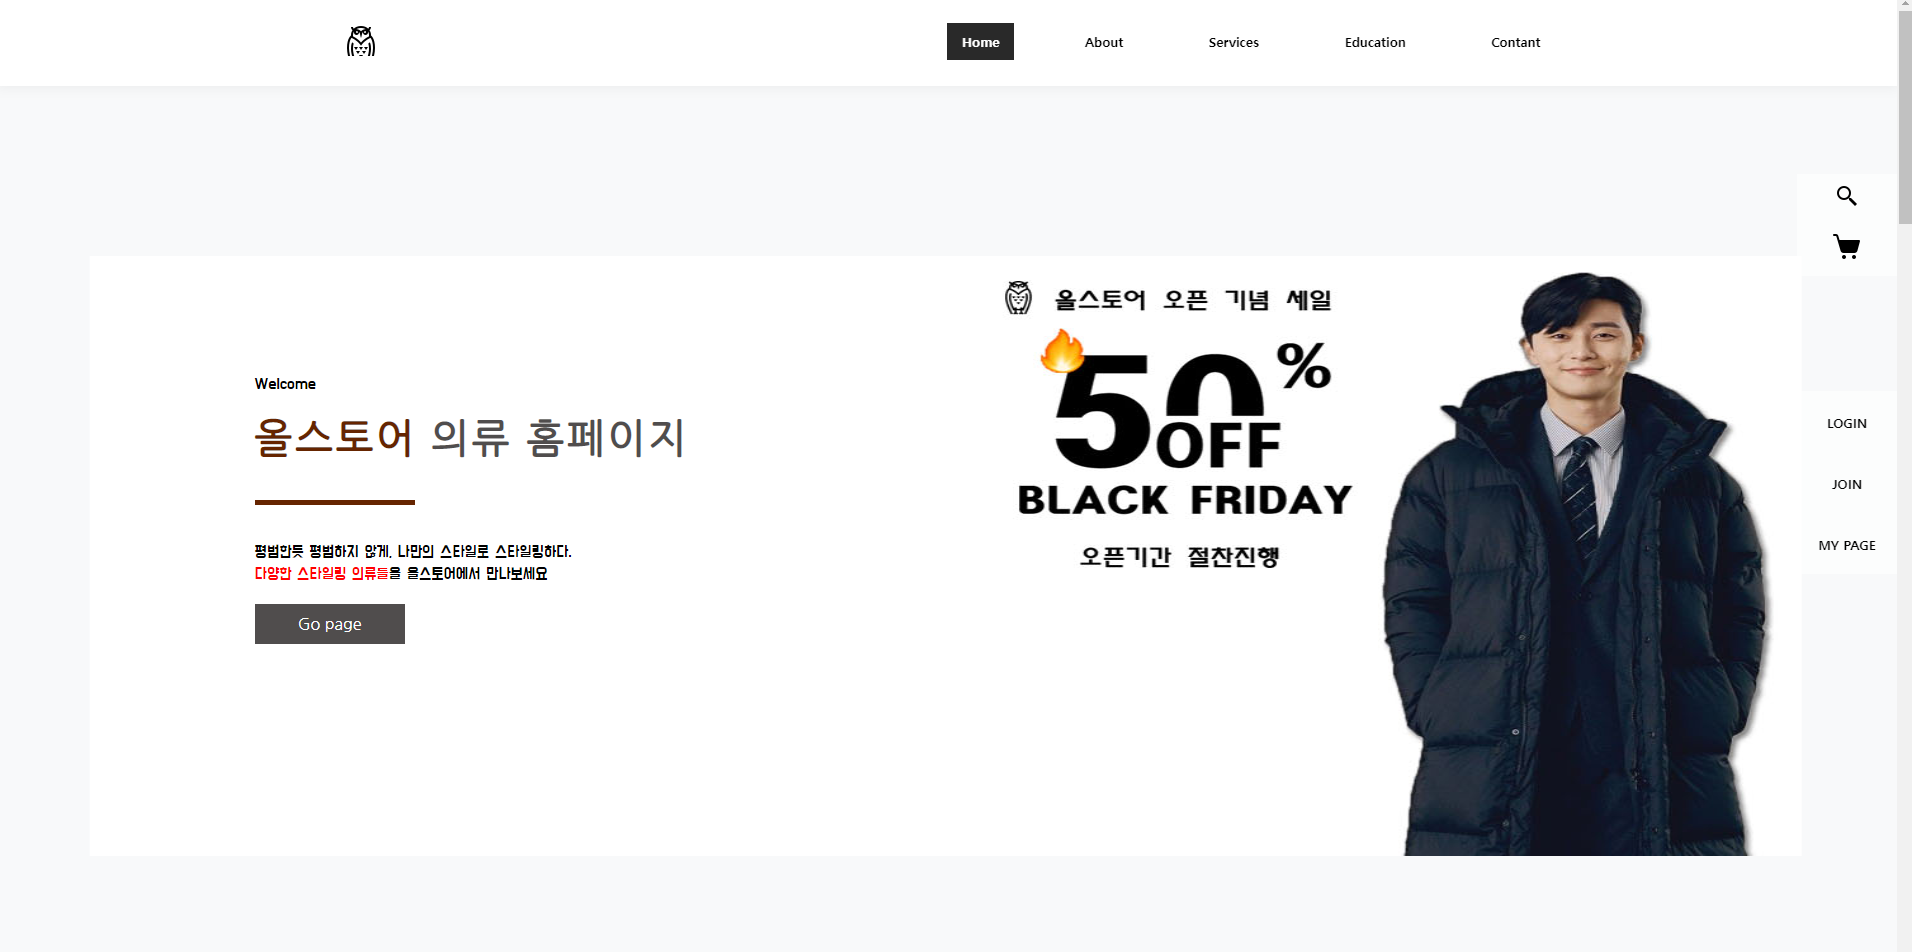 Home
About
Services
Education
Contant
올스토어 오픈 기념 세일
50%
OFF
BLACK FRIDAY
오픈기간 절찬진행
Welcome
올스토어 의류 홈페이지
평범한듯 평범하지 않게, 나만의 스타일로 스타일링하다.
다양한 스타일링 의류들을 올스토어에서 만나보세요
Go page
LOGIN
JOIN
MY PAGE